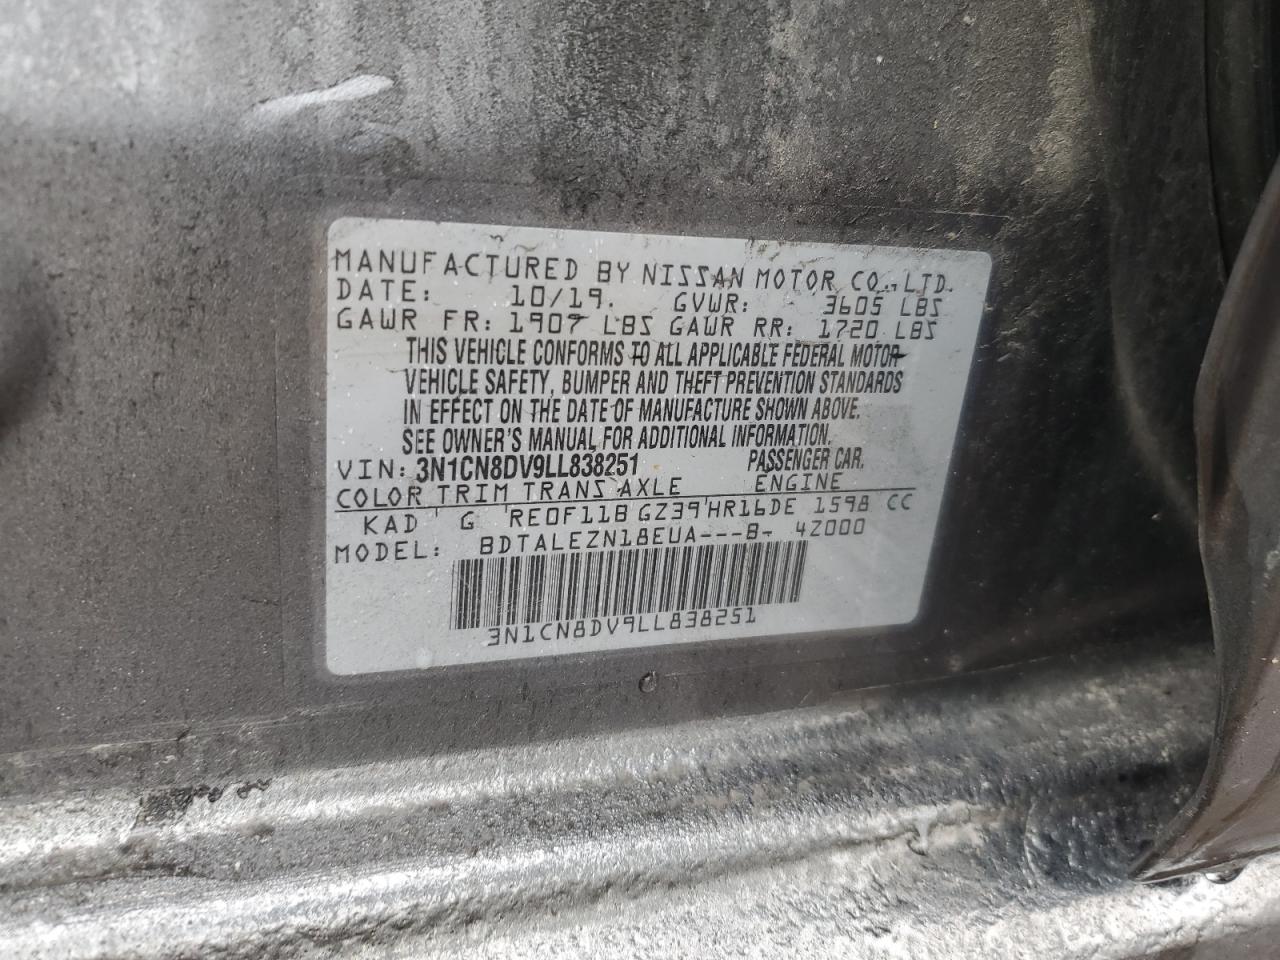 MANUFACTURED BY NISSAN MOTOR CO., LTD.
DATE: 10/19. GVWR: 3605 LBS
GAWR FR: 1907 LBS GAWR RR: 1720 LBS
THIS VEHICLE CONFORMS TO ALL APPLICABLE FEDERAL MOTOR
VEHICLE SAFETY, BUMPER AND THEFT PREVENTION STANDARDS
IN EFFECT ON THE DATE OF MANUFACTURE SHOWN ABOVE.
SEE OWNER'S MANUAL FOR ADDITIONAL INFORMATION.
VIN: 3N1CN8DV9LL838251 PASSENGER CAR.
COLOR TRIM TRANS AXLE ENGINE
KAD G RE0F11B GZ39 HR16DE 1598 CC
MODEL: BDTALEZN18EUA---B- 4Z000
3N1CN8DV9LL838251